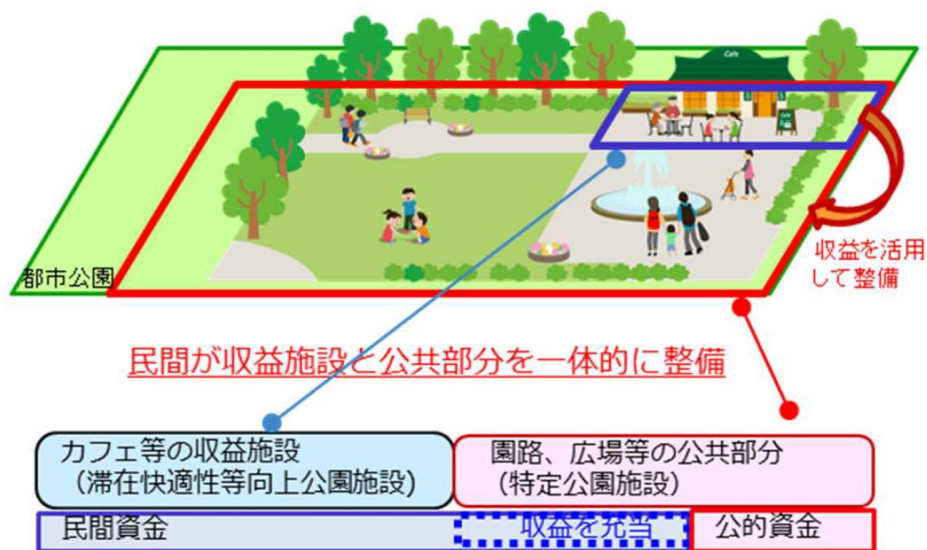 Cafe
都市公園
収益を活用
して整備
民間が収益施設と公共部分を一体的に整備
カフェ等の収益施設
（滞在快適性等向上公園施設）
園路、広場等の公共部分
（特定公園施設）
民間資金
収益を充当
公的資金